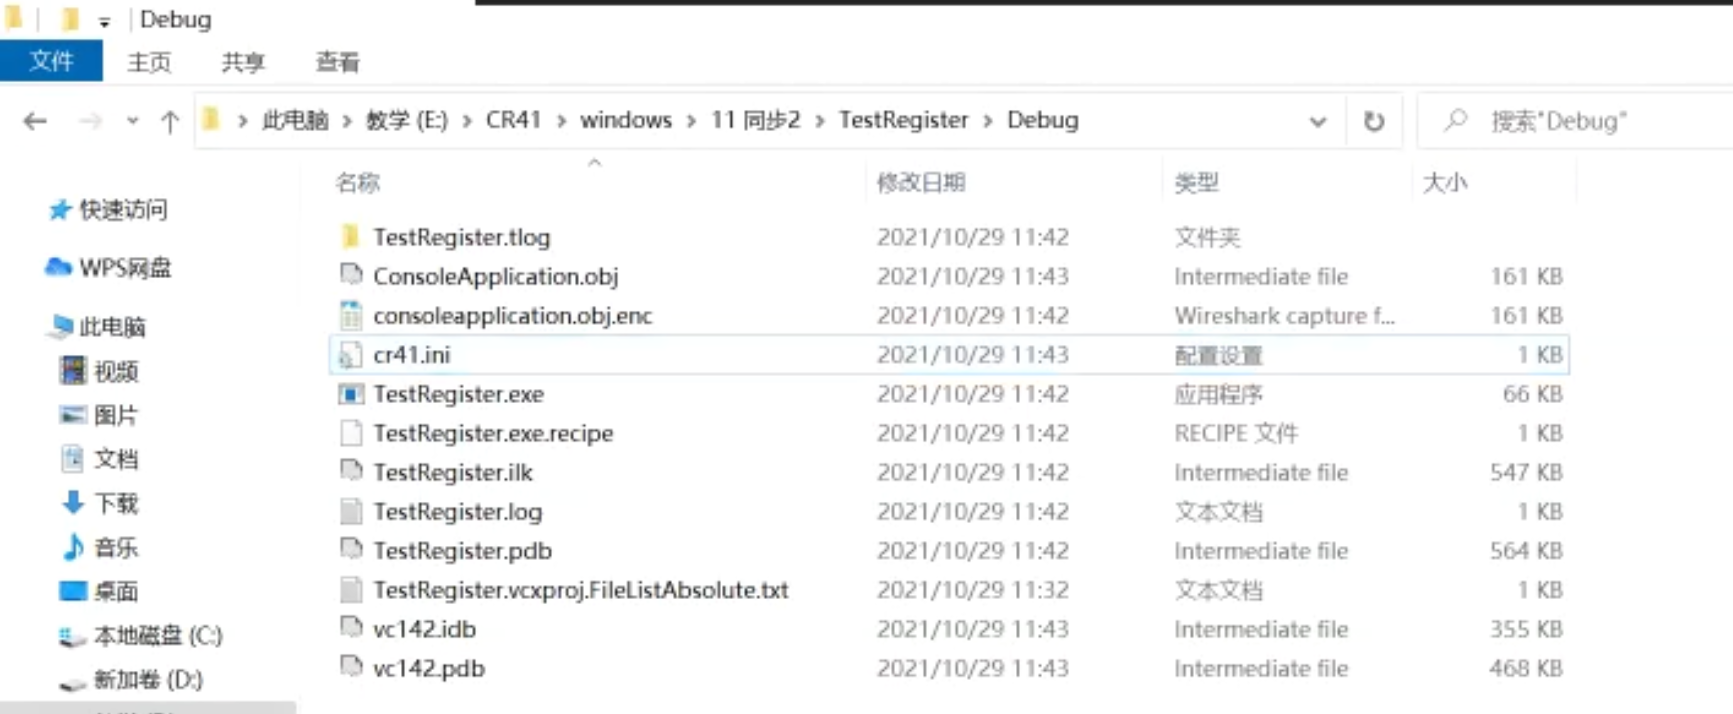 Debug
文件 主页 共享 查看
此电脑 > 教学 (E:) > CR41 > windows > 11 同步2 > TestRegister > Debug 搜索"Debug"
名称 修改日期 类型 大小
快速访问
WPS网盘
此电脑
视频
图片
文档
下载
音乐
桌面
本地磁盘 (C:)
新加卷 (D:)
TestRegister.tlog 2021/10/29 11:42 文件夹
ConsoleApplication.obj 2021/10/29 11:43 Intermediate file 161 KB
consoleapplication.obj.enc 2021/10/29 11:42 Wireshark capture f... 161 KB
cr41.ini 2021/10/29 11:43 配置设置 1 KB
TestRegister.exe 2021/10/29 11:42 应用程序 66 KB
TestRegister.exe.recipe 2021/10/29 11:42 RECIPE 文件 1 KB
TestRegister.ilk 2021/10/29 11:42 Intermediate file 547 KB
TestRegister.log 2021/10/29 11:42 文本文档 1 KB
TestRegister.pdb 2021/10/29 11:42 Intermediate file 564 KB
TestRegister.vcxproj.FileListAbsolute.txt 2021/10/29 11:32 文本文档 1 KB
vc142.idb 2021/10/29 11:43 Intermediate file 355 KB
vc142.pdb 2021/10/29 11:43 Intermediate file 468 KB